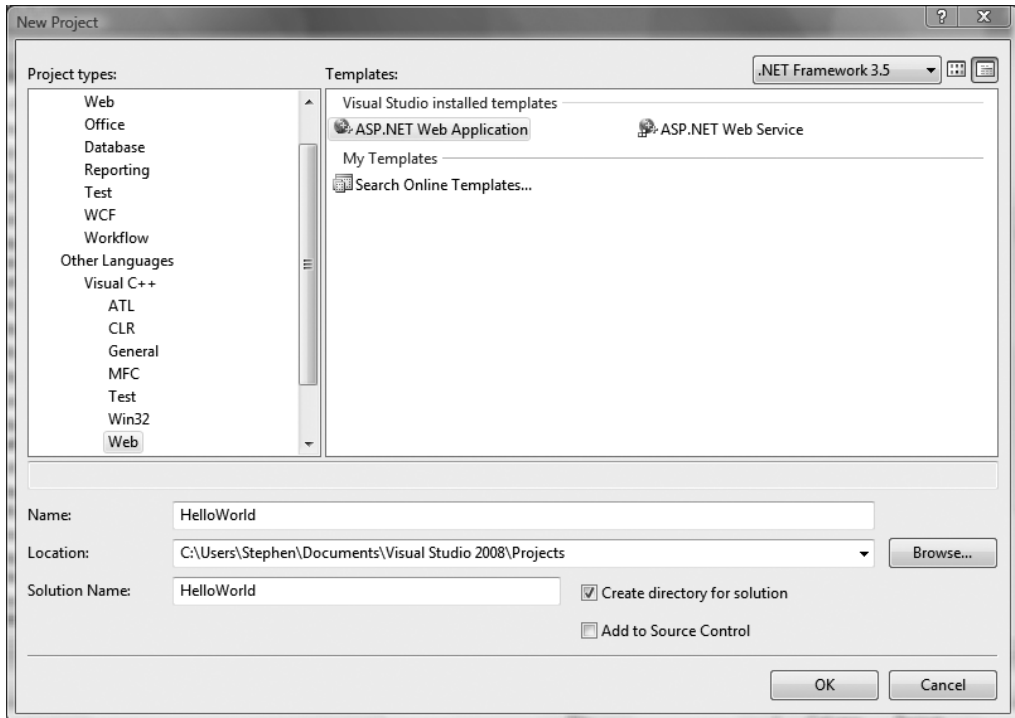 New Project
Project types:
Templates:
.NET Framework 3.5
Web
Office
Database
Reporting
Test
WCF
Workflow
Other Languages
Visual C++
ATL
CLR
General
MFC
Test
Win32
Web
Visual Studio installed templates
ASP.NET Web Application
ASP.NET Web Service
My Templates
Search Online Templates...
Name:
HelloWorld
Location:
C:\Users\Stephen\Documents\Visual Studio 2008\Projects
Browse...
Solution Name:
HelloWorld
Create directory for solution
Add to Source Control
OK
Cancel